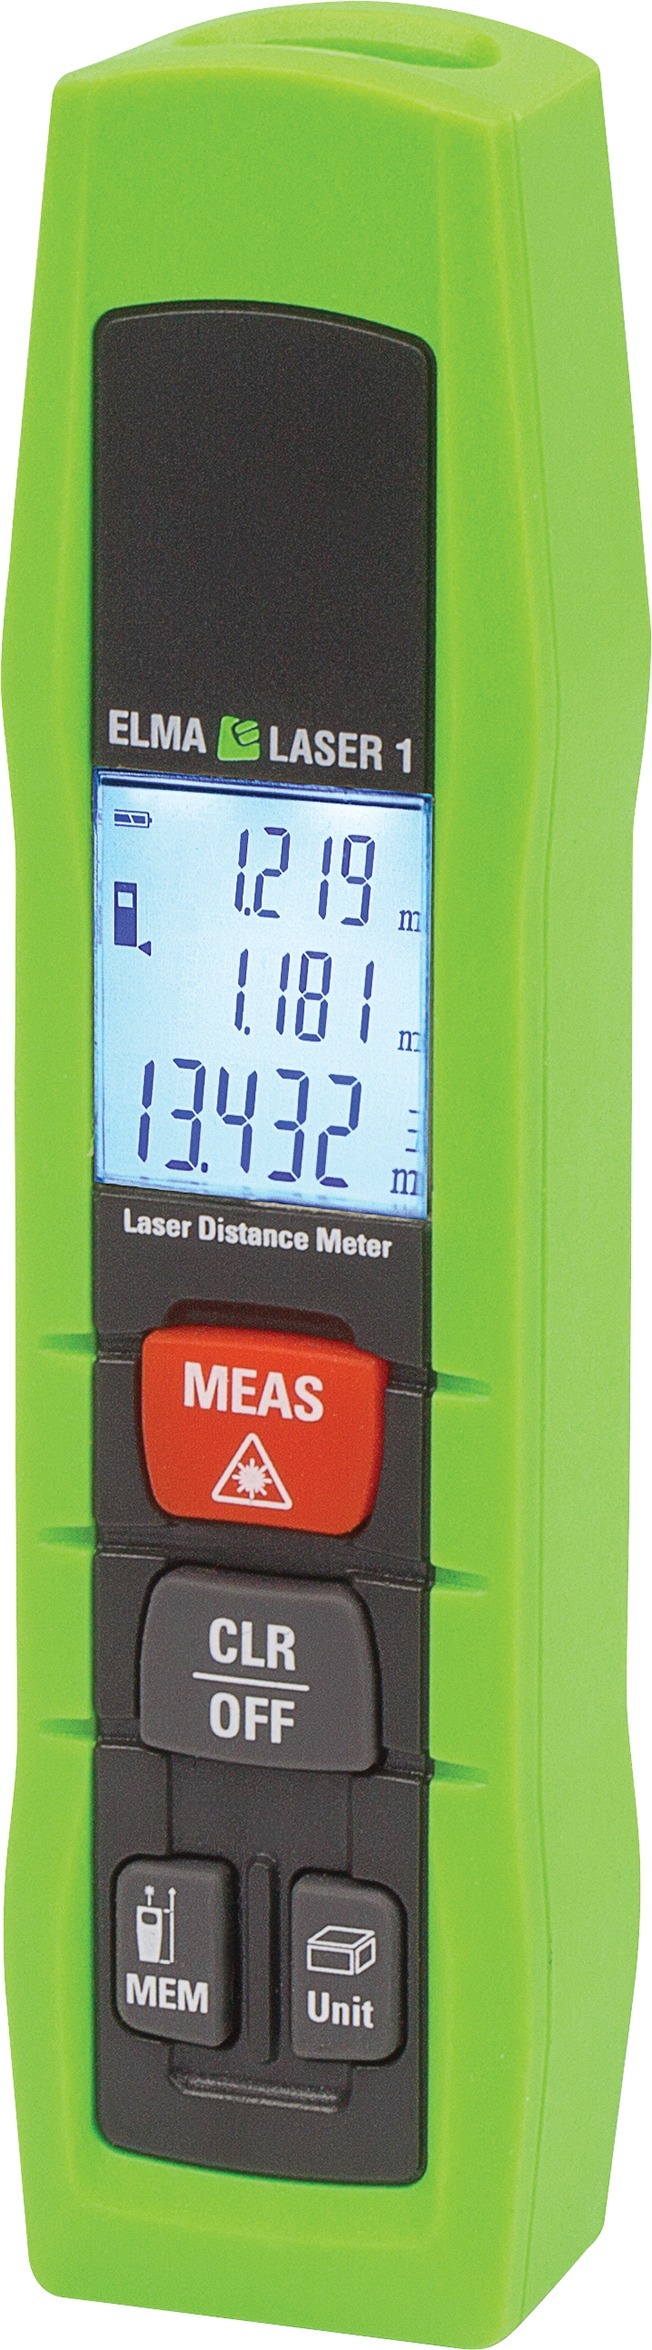 ELMA LASER 1
1.219 m
1.181 m
13.432 m
Laser Distance Meter
MEAS
CLR
OFF
MEM
Unit